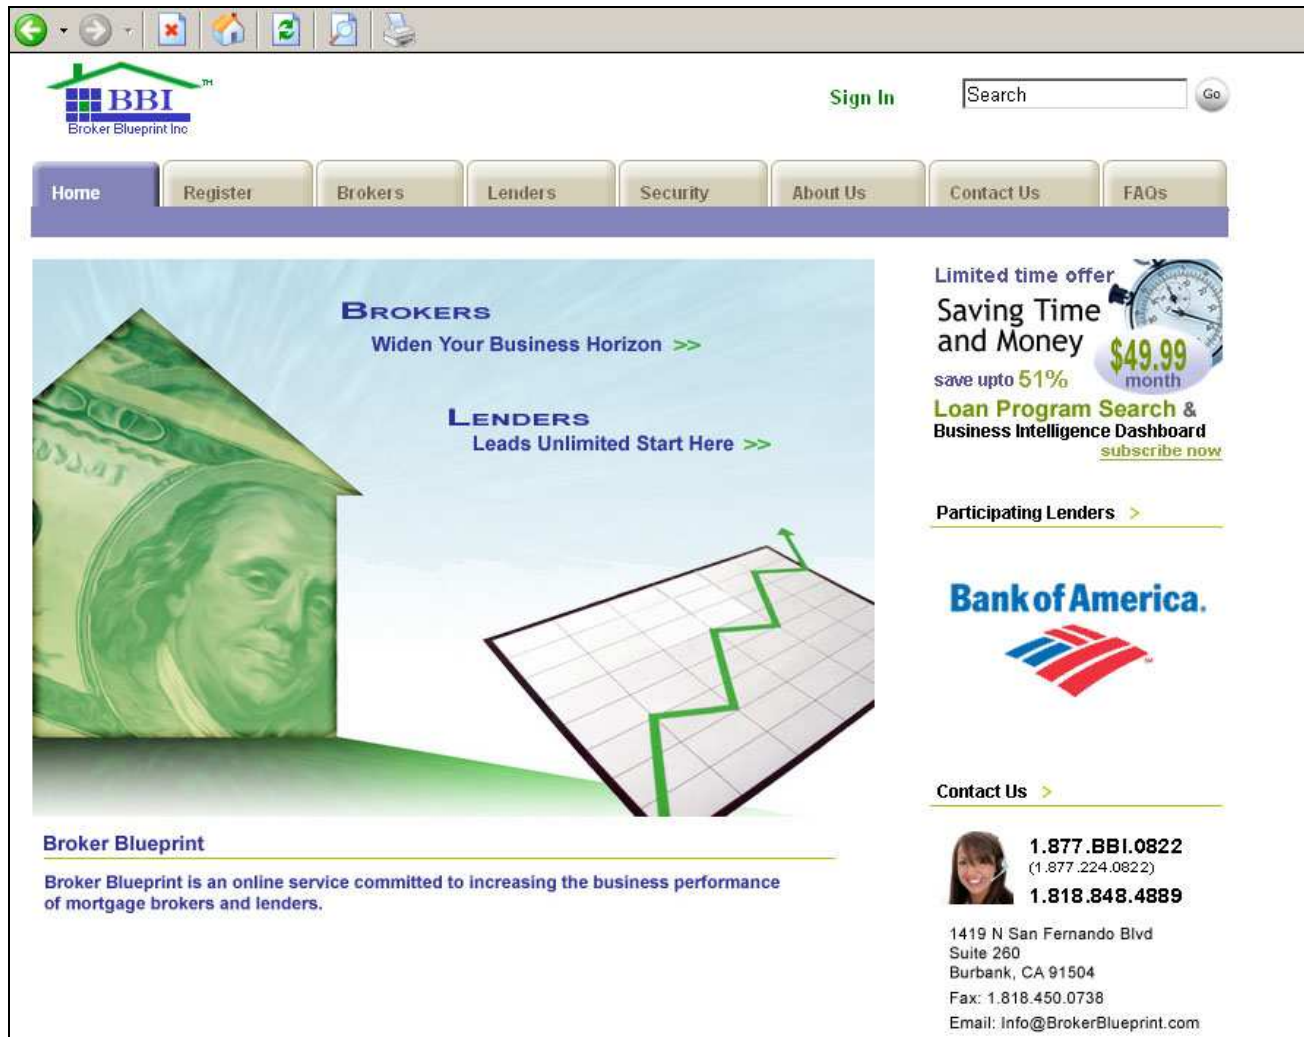 BBI
TM
Broker Blueprint Inc
Sign In
Search
Go
Home
Register
Brokers
Lenders
Security
About Us
Contact Us
FAQs
BROKERS
Widen Your Business Horizon >>
LENDERS
Leads Unlimited Start Here >>
Limited time offer
Saving Time
and Money
$49.99
month
save upto 51%
Loan Program Search &
Business Intelligence Dashboard
subscribe now
Participating Lenders >
Bank of America.
Contact Us >
1.877.BBI.0822
(1.877.224.0822)
1.818.848.4889
1419 N San Fernando Blvd
Suite 260
Burbank, CA 91504
Fax: 1.818.450.0738
Email: Info@BrokerBlueprint.com
Broker Blueprint
Broker Blueprint is an online service committed to increasing the business performance
of mortgage brokers and lenders.